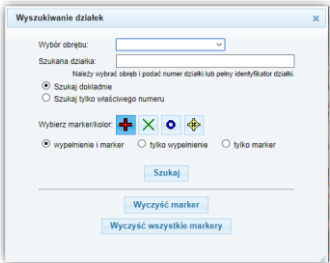 Wyszukiwanie działek
Wybór obrębu:
Szukana działka:
Należy wybrać obręb i podać numer działki lub pełny identyfikator działki.
Szukaj dokładnie
Szukaj tylko właściwego numeru
Wybierz marker/kolor:
wypełnienie i marker tylko wypełnienie tylko marker
Szukaj
Wyczyść marker
Wyczyść wszystkie markery